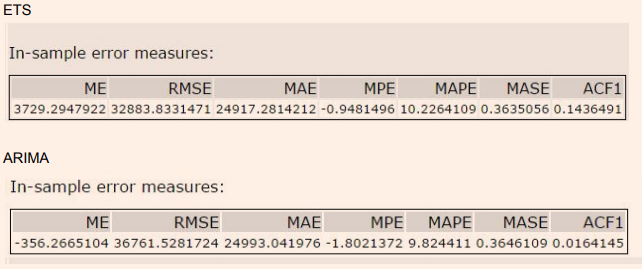 ETS
In-sample error measures:
ME RMSE MAE MPE MAPE MASE ACF1
3729.2947922 32883.8331471 24917.2814212 -0.9481496 10.2264109 0.3635056 0.1436491
ARIMA
In-sample error measures:
ME RMSE MAE MPE MAPE MASE ACF1
-356.2665104 36761.5281724 24993.041976 -1.8021372 9.824411 0.3646109 0.0164145